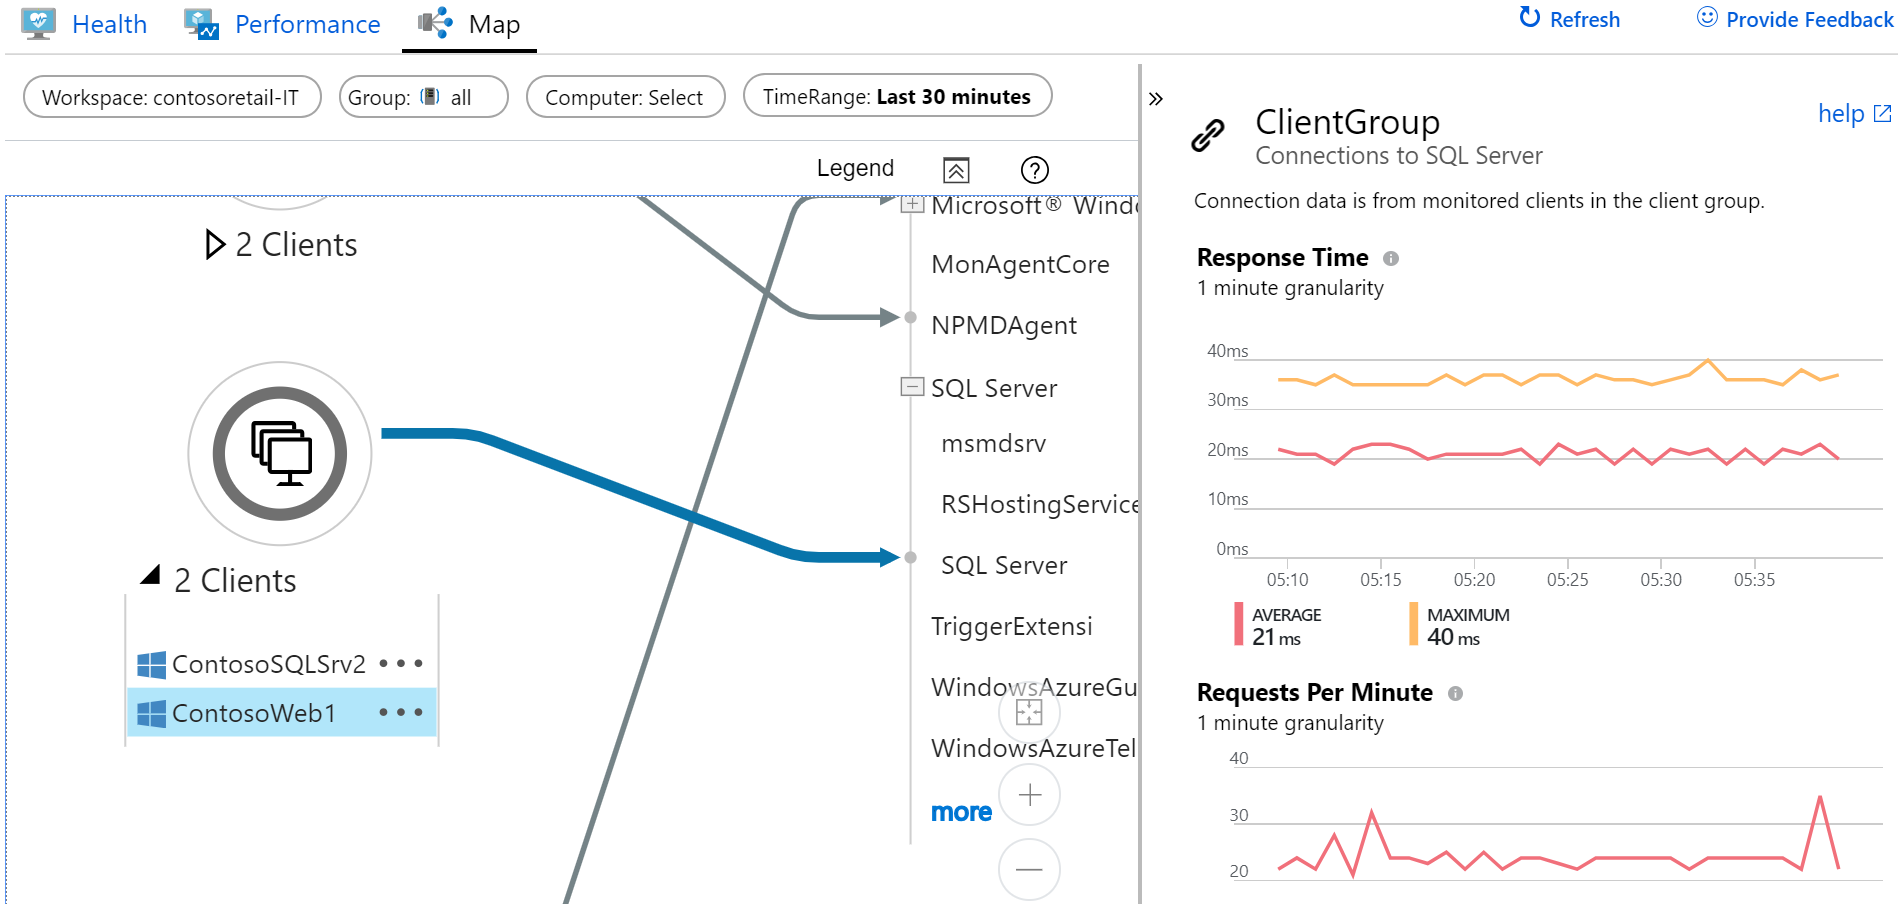 Health
Performance
Map
Refresh
Provide Feedback
Workspace: contosoretail-IT
Group: all
Computer: Select
TimeRange: Last 30 minutes
Legend
2 Clients
2 Clients
ContosoSQLSrv2
ContosoWeb1
Microsoft® Windo
MonAgentCore
NPMDAgent
SQL Server
msmdsrv
RSHostingService
SQL Server
TriggerExtensi
WindowsAzureGu
WindowsAzureTel
more
ClientGroup
help
Connections to SQL Server
Connection data is from monitored clients in the client group.
Response Time
1 minute granularity
40ms
30ms
20ms
10ms
0ms
05:10 05:15 05:20 05:25 05:30 05:35
AVERAGE
21 ms
MAXIMUM
40 ms
Requests Per Minute
1 minute granularity
40
30
20